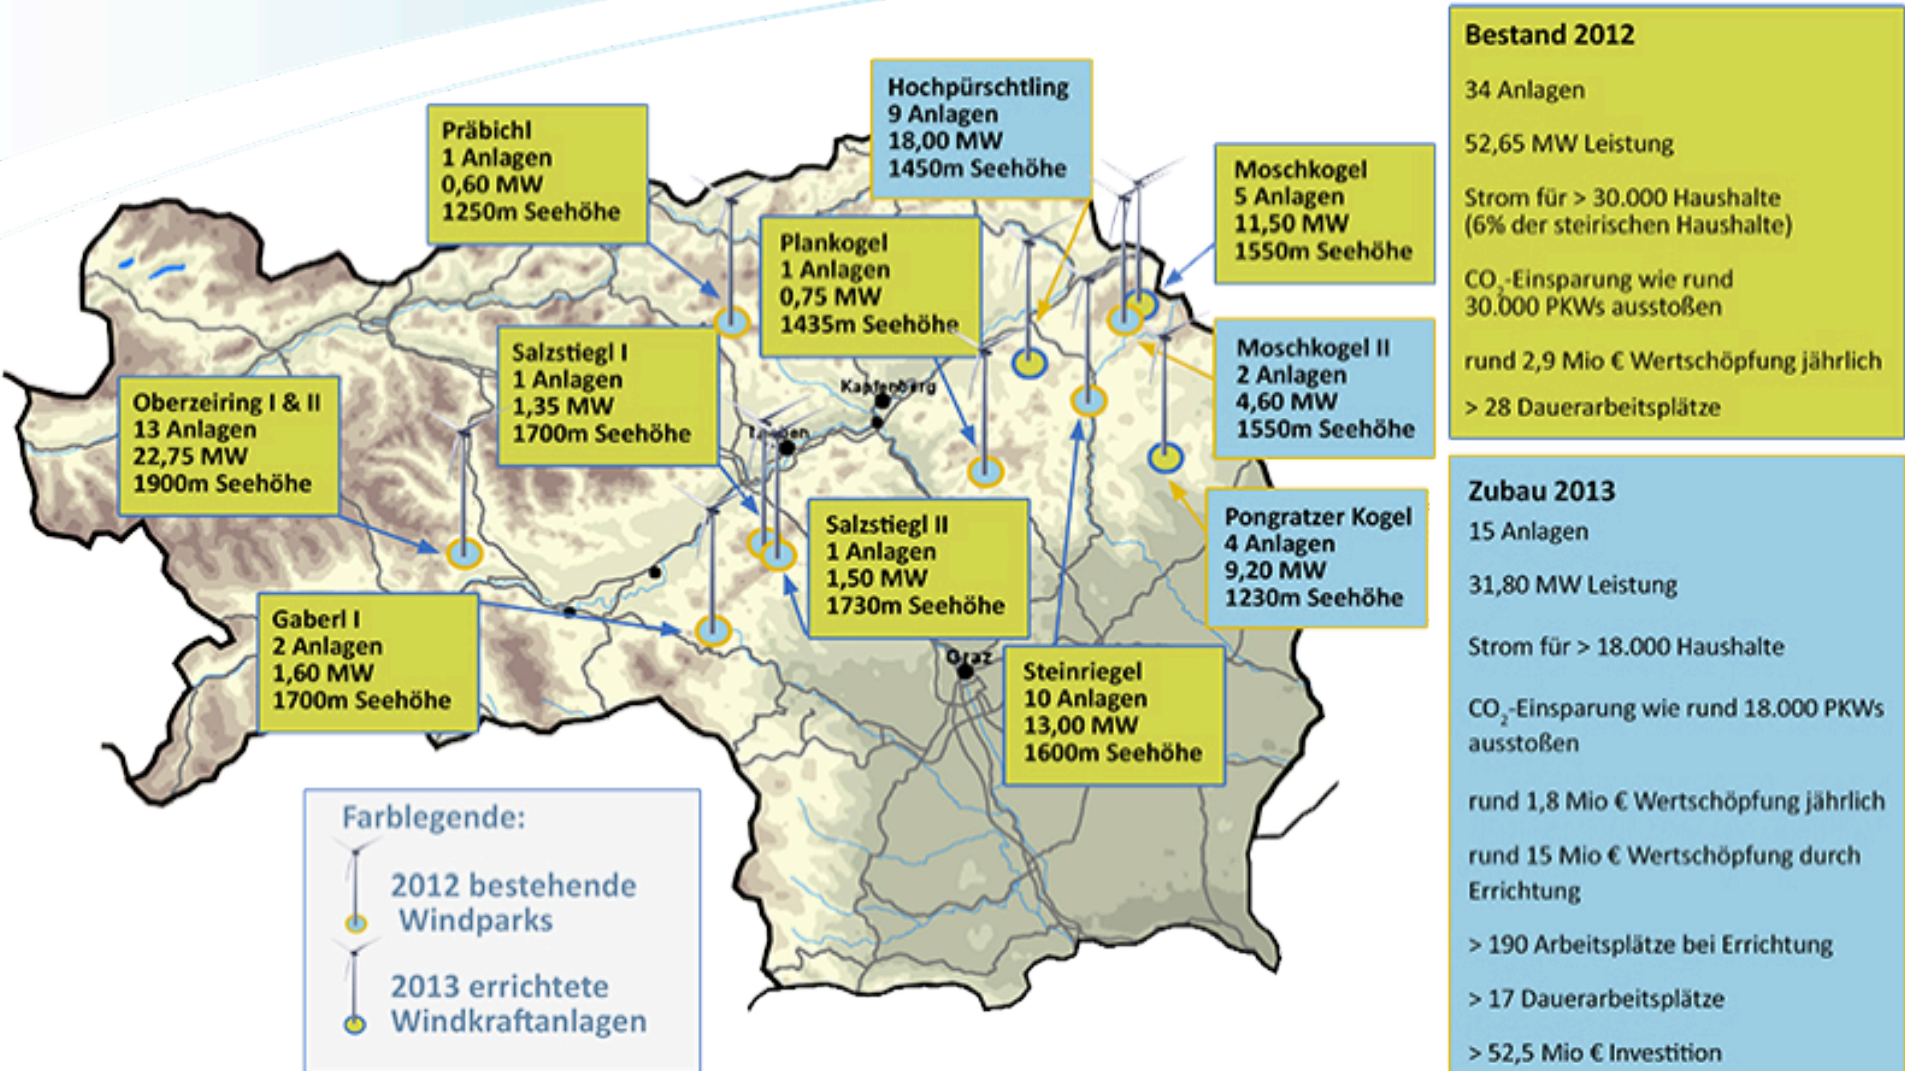 Präbichl
1 Anlagen
0,60 MW
1250m Seehöhe
Hochpürschtling
9 Anlagen
18,00 MW
1450m Seehöhe
Moschkogel
5 Anlagen
11,50 MW
1550m Seehöhe
Plankogel
1 Anlagen
0,75 MW
1435m Seehöhe
Salzstiegl I
1 Anlagen
1,35 MW
1700m Seehöhe
Moschkogel II
2 Anlagen
4,60 MW
1550m Seehöhe
Oberzeiring I & II
13 Anlagen
22,75 MW
1900m Seehöhe
Kapfenberg
Salzstiegl II
1 Anlagen
1,50 MW
1730m Seehöhe
Pongratzer Kogel
4 Anlagen
9,20 MW
1230m Seehöhe
Gaberl I
2 Anlagen
1,60 MW
1700m Seehöhe
Graz
Steinriegel
10 Anlagen
13,00 MW
1600m Seehöhe
Farblegende:
2012 bestehende
Windparks
2013 errichtete
Windkraftanlagen
Bestand 2012
34 Anlagen
52,65 MW Leistung
Strom für > 30.000 Haushalte
(6% der steirischen Haushalte)
CO₂-Einsparung wie rund
30.000 PKWs ausstoßen
rund 2,9 Mio € Wertschöpfung jährlich
> 28 Dauerarbeitsplätze
Zubau 2013
15 Anlagen
31,80 MW Leistung
Strom für > 18.000 Haushalte
CO₂-Einsparung wie rund 18.000 PKWs
ausstoßen
rund 1,8 Mio € Wertschöpfung jährlich
rund 15 Mio € Wertschöpfung durch
Errichtung
> 190 Arbeitsplätze bei Errichtung
> 17 Dauerarbeitsplätze
> 52,5 Mio € Investition